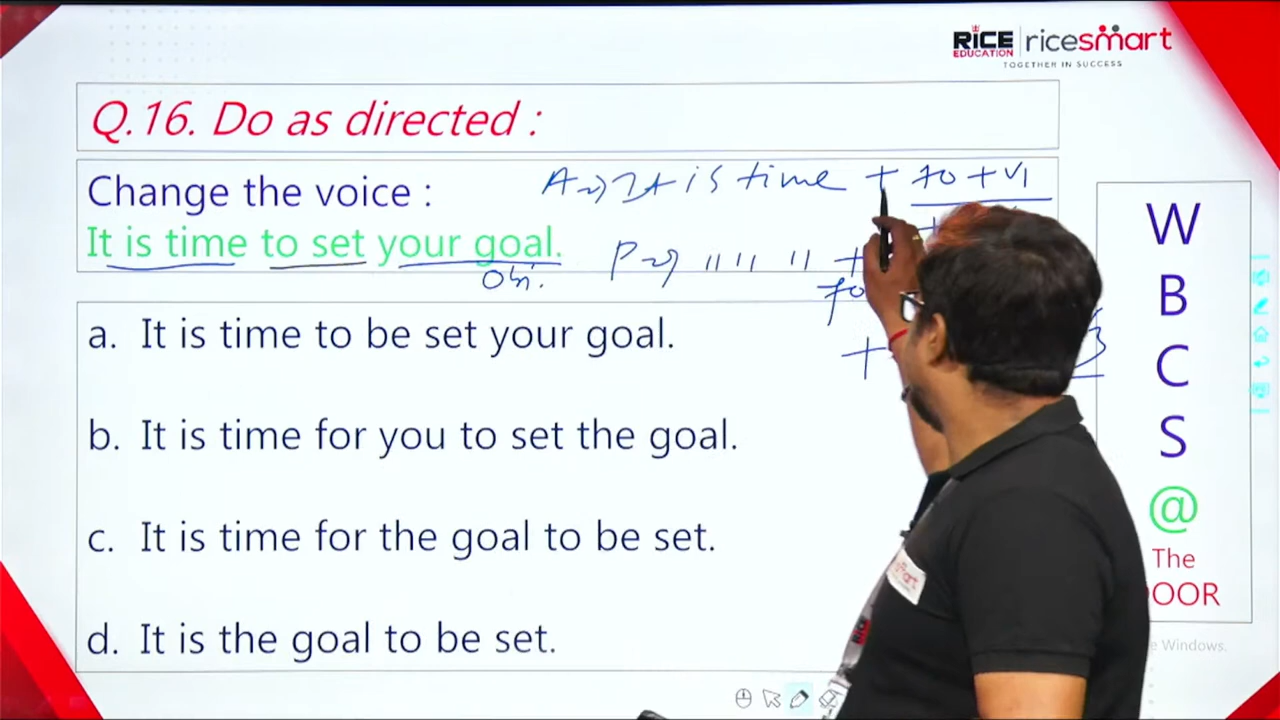 RICE EDUCATION | ricesmart
TOGETHER IN SUCCESS
Q.16. Do as directed :
Change the voice :
It is time to set your goal.
A => It is time + to + V1
P => " " " +
to
+
Obj.
a. It is time to be set your goal.
b. It is time for you to set the goal.
c. It is time for the goal to be set.
d. It is the goal to be set.
W
B
C
S
@
The
OOR
e Windows.